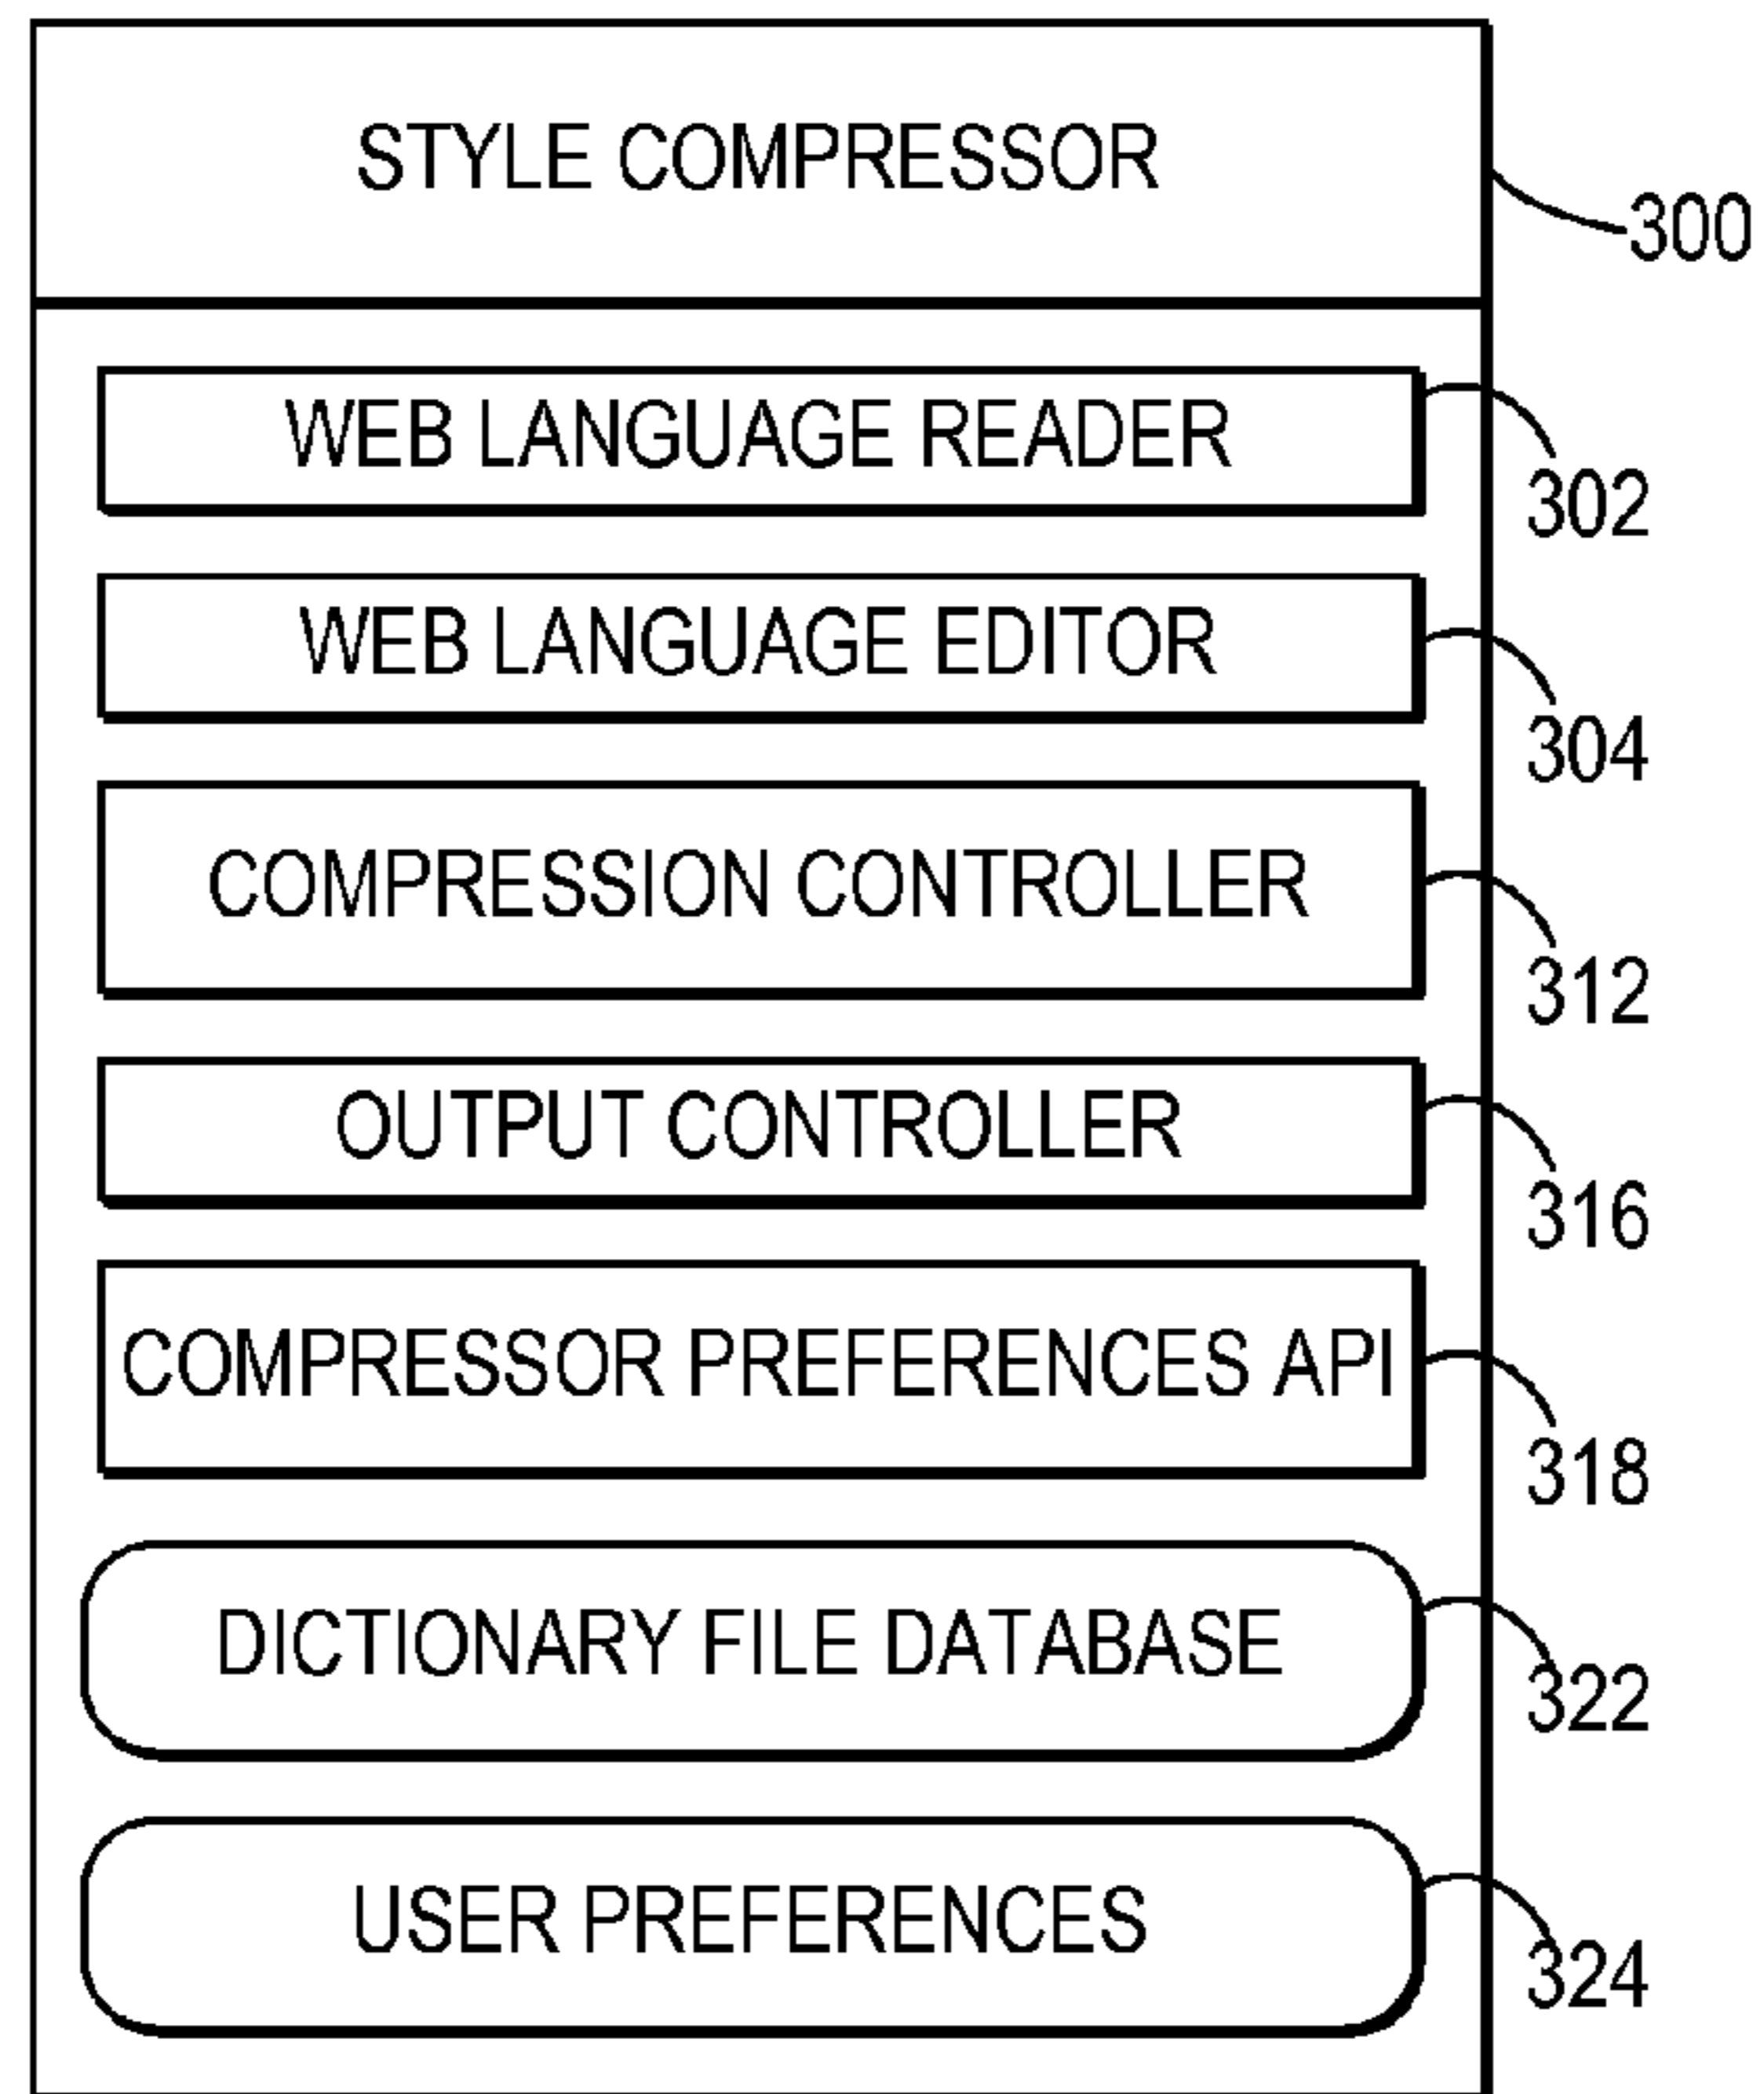 STYLE COMPRESSOR
300
WEB LANGUAGE READER
302
WEB LANGUAGE EDITOR
304
COMPRESSION CONTROLLER
312
OUTPUT CONTROLLER
316
COMPRESSOR PREFERENCES API
318
DICTIONARY FILE DATABASE
322
USER PREFERENCES
324